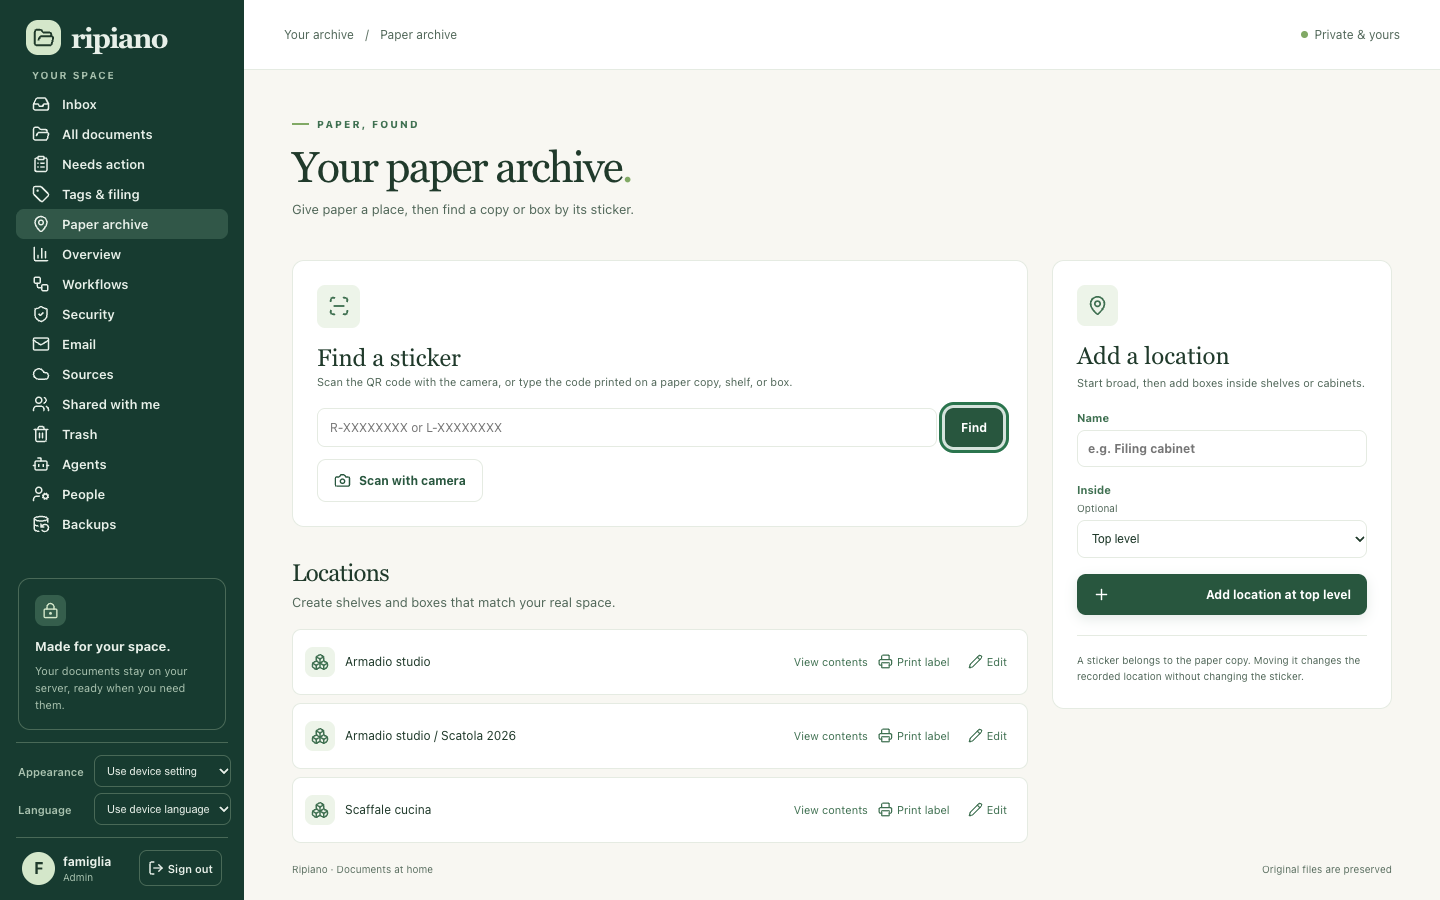 ripiano
YOUR SPACE
Inbox
All documents
Needs action
Tags & filing
Paper archive
Overview
Workflows
Security
Email
Sources
Shared with me
Trash
Agents
People
Backups
Made for your space.
Your documents stay on your
server, ready when you need
them.
Appearance
Use device setting
Language
Use device language
F
famiglia
Admin
Sign out
Your archive / Paper archive
Private & yours
PAPER, FOUND
Your paper archive.
Give paper a place, then find a copy or box by its sticker.
Find a sticker
Scan the QR code with the camera, or type the code printed on a paper copy, shelf, or box.
R-XXXXXXXX or L-XXXXXXXX
Find
Scan with camera
Locations
Create shelves and boxes that match your real space.
Armadio studio
View contents
Print label
Edit
Armadio studio / Scatola 2026
View contents
Print label
Edit
Scaffale cucina
View contents
Print label
Edit
Add a location
Start broad, then add boxes inside shelves or cabinets.
Name
e.g. Filing cabinet
Inside
Optional
Top level
Add location at top level
A sticker belongs to the paper copy. Moving it changes the
recorded location without changing the sticker.
Ripiano · Documents at home
Original files are preserved